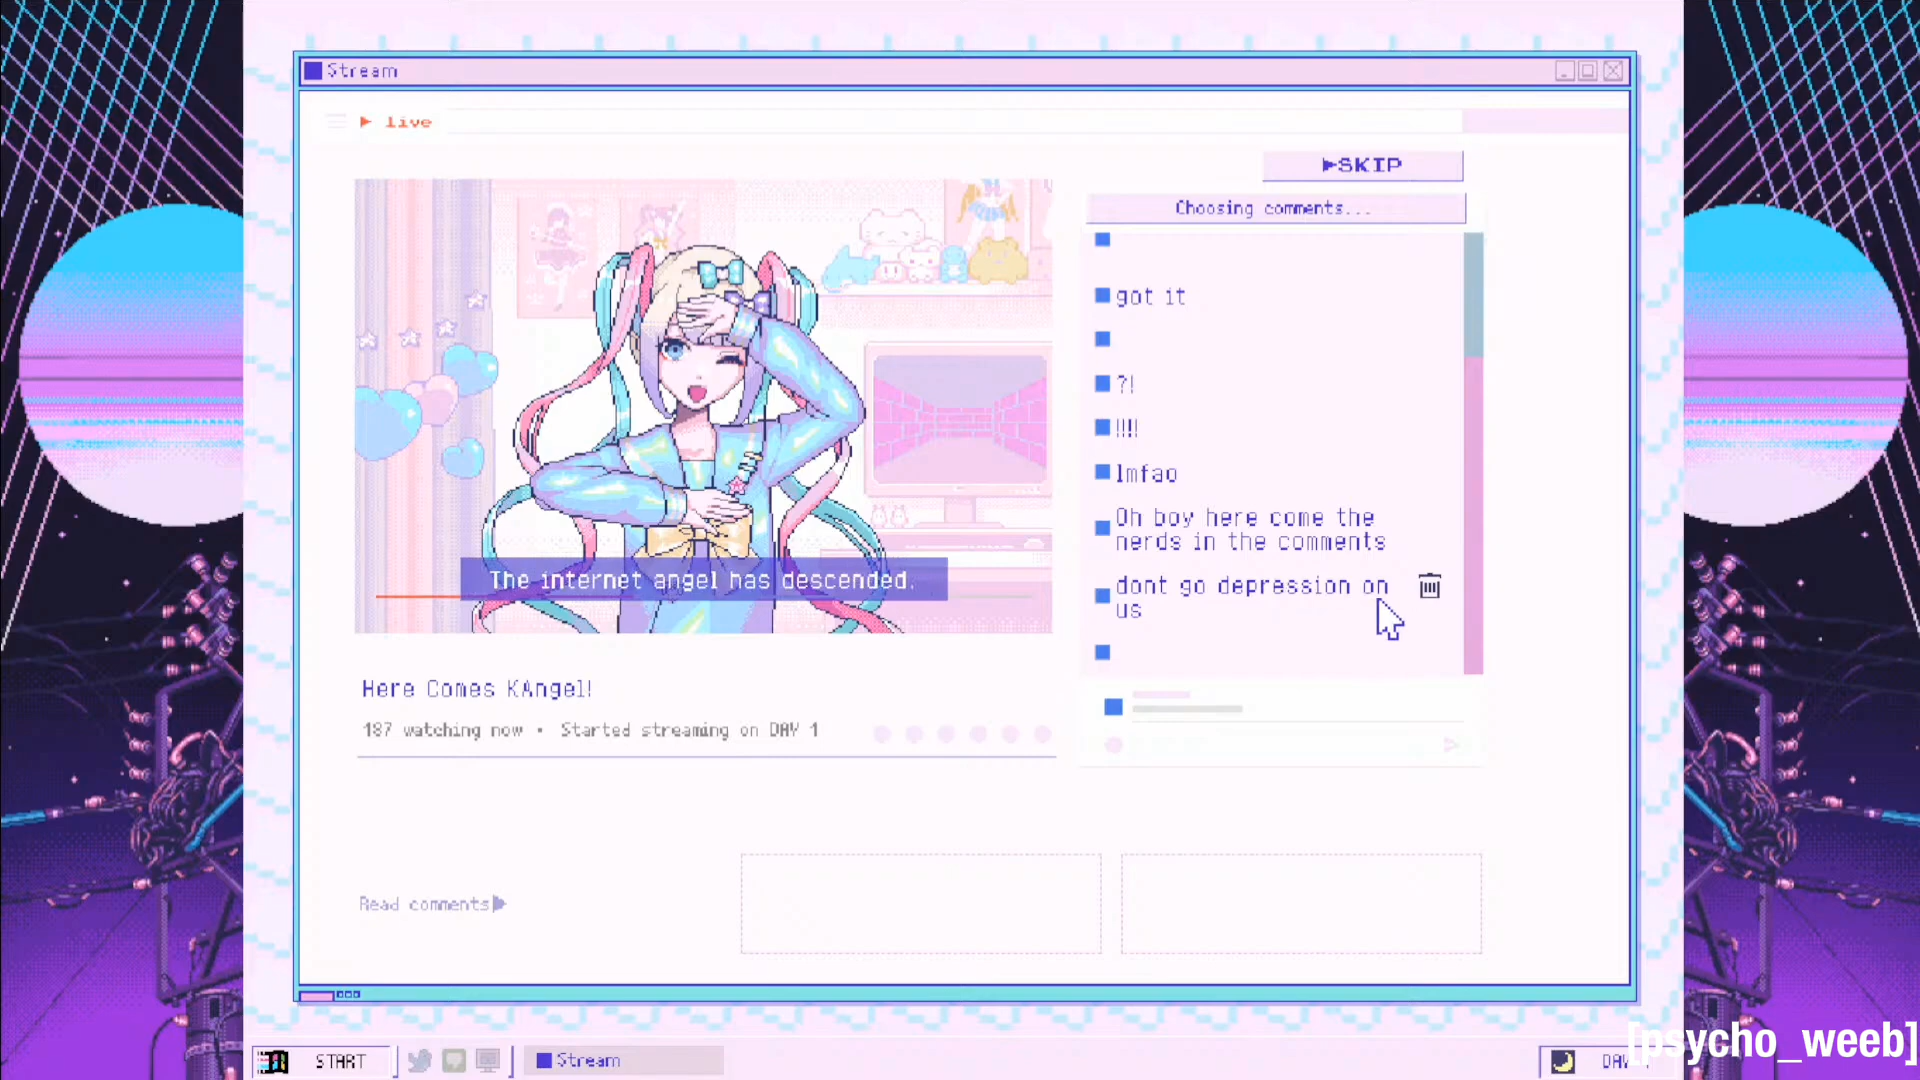 Stream
live
SKIP
Choosing comments...
got it
?!
!!!!
lmfao
Oh boy here come the
nerds in the comments
dont go depression on
us
The internet angel has descended.
Here Comes KAngel!
187 watching now • Started streaming on DAY 1
Read comments
START
Stream
DAY
[psycho_weeb]